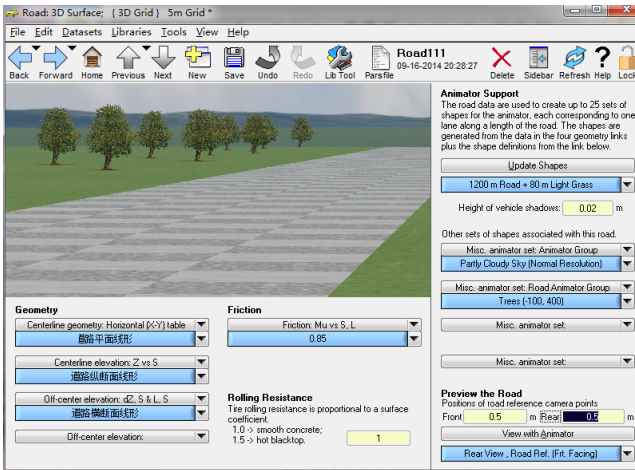 Road: 3D Surface; { 3D Grid } 5m Grid *
File Edit Datasets Libraries Tools View Help
Back Forward Home Previous Next New Save Undo Redo Lib Tool Parsfile
Road111
09-16-2014 20:28:27
Delete Sidebar Refresh Help Lock
Animator Support
The road data are used to create up to 25 sets of
shapes for the animator, each corresponding to one
lane along a length of the road. The shapes are
generated from the data in the four geometry links
plus the shape definitions from the link below.
Update Shapes
1200 m Road + 80 m Light Grass
Height of vehicle shadows: 0.02 m
Other sets of shapes associated with this road.
Misc. animator set: Animator Group
Partly Cloudy Sky (Normal Resolution)
Misc. animator set: Road Animator Group
Trees (-100, 400)
Misc. animator set:
Misc. animator set:
Preview the Road
Positions of road reference camera points
Front 0.5 m Rear 0.5 m
View with Animator
Rear View , Road Ref. (Frt. Facing)
Geometry
Centerline geometry: Horizontal (X-Y) table
道路平面线形
Centerline elevation: Z vs S
道路纵断面线形
Off-center elevation: dZ, S & L, S
道路横断面线形
Off-center elevation:
Friction
Friction: Mu vs S, L
0.85
Rolling Resistance
Tire rolling resistance is proportional to a surface
coefficient.
1.0 -> smooth concrete;
1.5 -> hot blacktop.
1